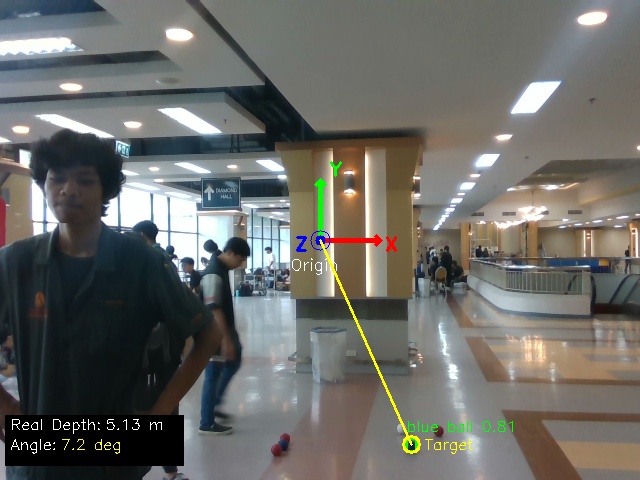 DIAMOND
HALL
Y
Z
X
Origin
blue ball 0.81
Target
Real Depth: 5.13 m
Angle: 7.2 deg